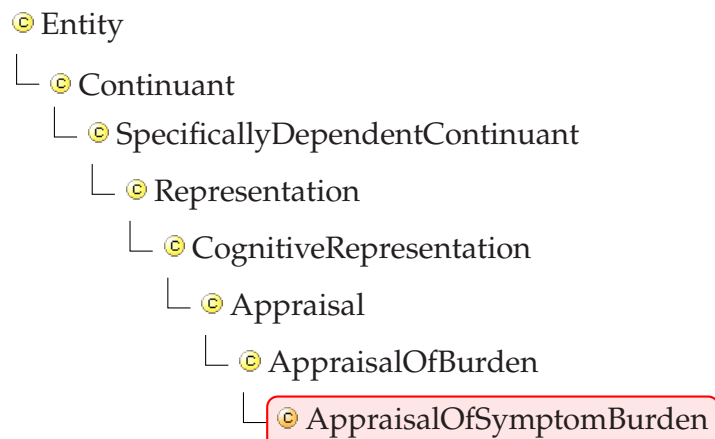 Entity
Continuant
SpecificallyDependentContinuant
Representation
CognitiveRepresentation
Appraisal
AppraisalOfBurden
AppraisalOfSymptomBurden